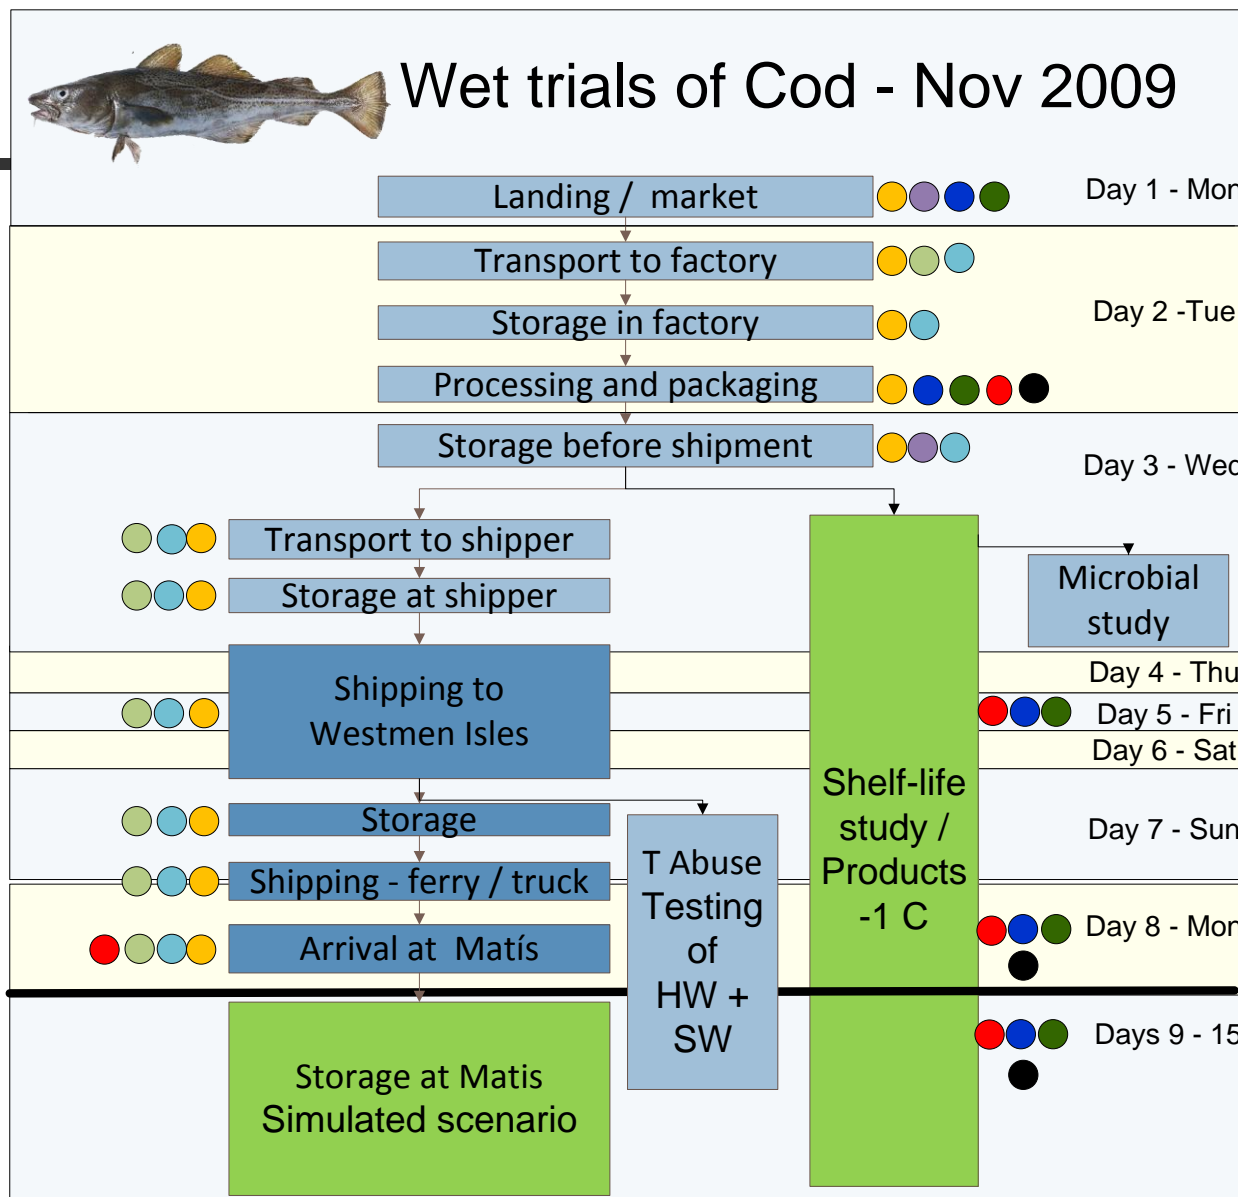 Wet trials of Cod - Nov 2009
Landing / market
Day 1 - Mon
Transport to factory
Storage in factory
Day 2 -Tue
Processing and packaging
Storage before shipment
Day 3 - Wed
Transport to shipper
Storage at shipper
Microbial
study
Shipping to
Westmen Isles
Day 4 - Thu
Day 5 - Fri
Day 6 - Sat
Shelf-life
study /
Products
-1 C
Storage
Day 7 - Sun
T Abuse
Testing
of
HW +
SW
Shipping - ferry / truck
Arrival at Matís
Day 8 - Mon
Days 9 - 15
Storage at Matis
Simulated scenario